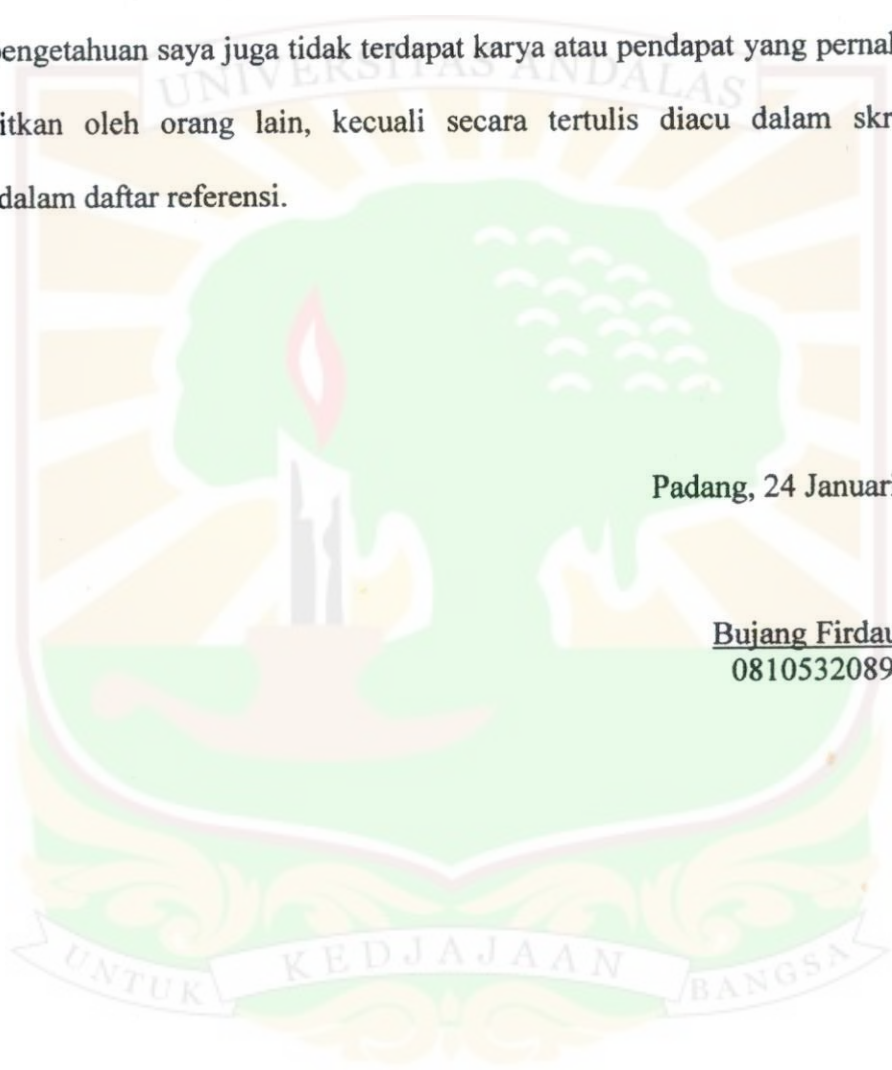 pengetahuan saya juga tidak terdapat karya atau pendapat yang pernah
UNIVERSITAS ANDALAS
itkan oleh orang lain, kecuali secara tertulis diacu dalam skr
dalam daftar referensi.
Padang, 24 Januari
Bujang Firdau
0810532089
UNTUK KEDJAJAAN BANGSA